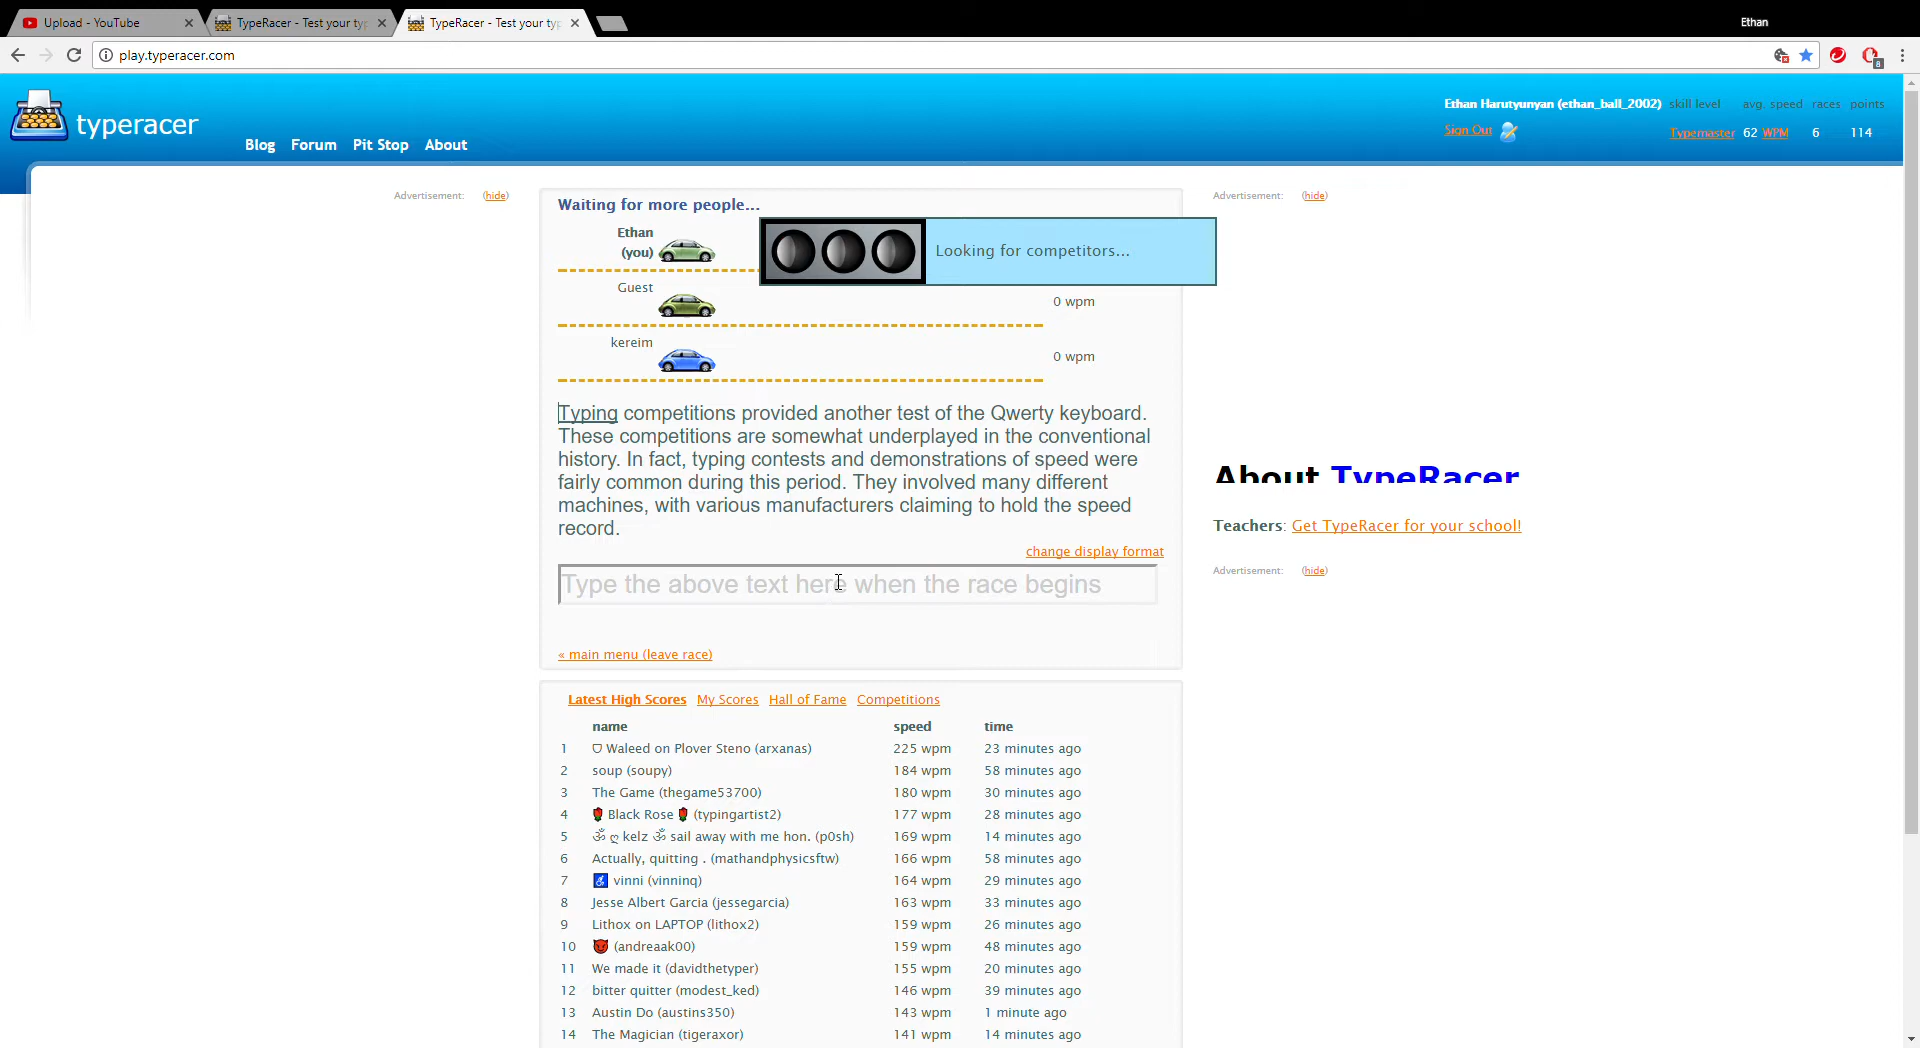 Upload - YouTube
TypeRacer - Test your typ
TypeRacer - Test your typ
Ethan
play.typeracer.com
8
typeracer
Blog Forum Pit Stop About
Ethan Harutyunyan (ethan_ball_2002) skill level avg. speed races points
Sign Out Typemaster 62 WPM 6 114
Advertisement: (hide)
Advertisement: (hide)
Waiting for more people...
Ethan
(you)
Looking for competitors...
Guest
0 wpm
kereim
0 wpm
Typing competitions provided another test of the Qwerty keyboard.
These competitions are somewhat underplayed in the conventional
history. In fact, typing contests and demonstrations of speed were
fairly common during this period. They involved many different
machines, with various manufacturers claiming to hold the speed
record.
change display format
Type the above text here when the race begins
« main menu (leave race)
About TypeRacer
Teachers: Get TypeRacer for your school!
Advertisement: (hide)
Latest High Scores My Scores Hall of Fame Competitions
name speed time
1 ⛉ Waleed on Plover Steno (arxanas) 225 wpm 23 minutes ago
2 soup (soupy) 184 wpm 58 minutes ago
3 The Game (thegame53700) 180 wpm 30 minutes ago
4 🌹 Black Rose 🌹 (typingartist2) 177 wpm 28 minutes ago
5 ॐ ღ kelz ॐ sail away with me hon. (p0sh) 169 wpm 14 minutes ago
6 Actually, quitting . (mathandphysicsftw) 166 wpm 58 minutes ago
7 ♿ vinni (vinninq) 164 wpm 29 minutes ago
8 Jesse Albert Garcia (jessegarcia) 163 wpm 33 minutes ago
9 Lithox on LAPTOP (lithox2) 159 wpm 26 minutes ago
10 😈 (andreaak00) 159 wpm 48 minutes ago
11 We made it (davidthetyper) 155 wpm 20 minutes ago
12 bitter quitter (modest_ked) 146 wpm 39 minutes ago
13 Austin Do (austins350) 143 wpm 1 minute ago
14 The Magician (tigeraxor) 141 wpm 14 minutes ago